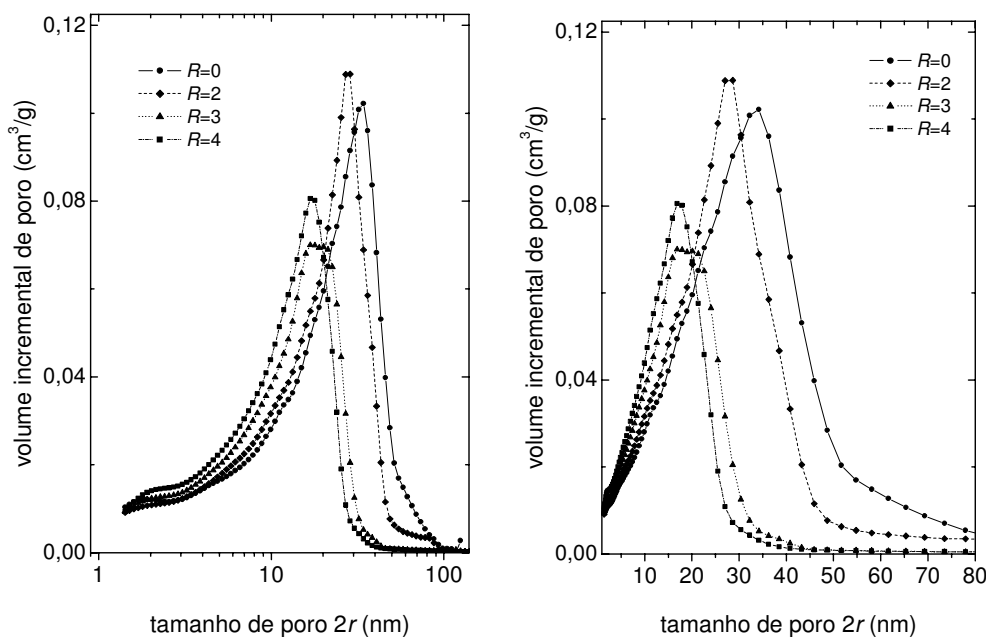 0,12
0,08
0,04
0,00
volume incremental de poro (cm³/g)
R=0
R=2
R=3
R=4
1
10
100
tamanho de poro 2r (nm)
0,12
0,08
0,04
0,00
volume incremental de poro (cm³/g)
R=0
R=2
R=3
R=4
10
20
30
40
50
60
70
80
tamanho de poro 2r (nm)